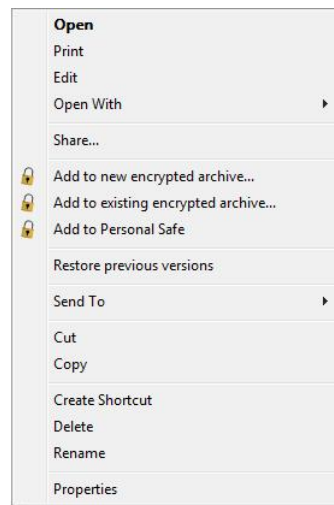 Open
Print
Edit
Open With
Share...
Add to new encrypted archive...
Add to existing encrypted archive...
Add to Personal Safe
Restore previous versions
Send To
Cut
Copy
Create Shortcut
Delete
Rename
Properties